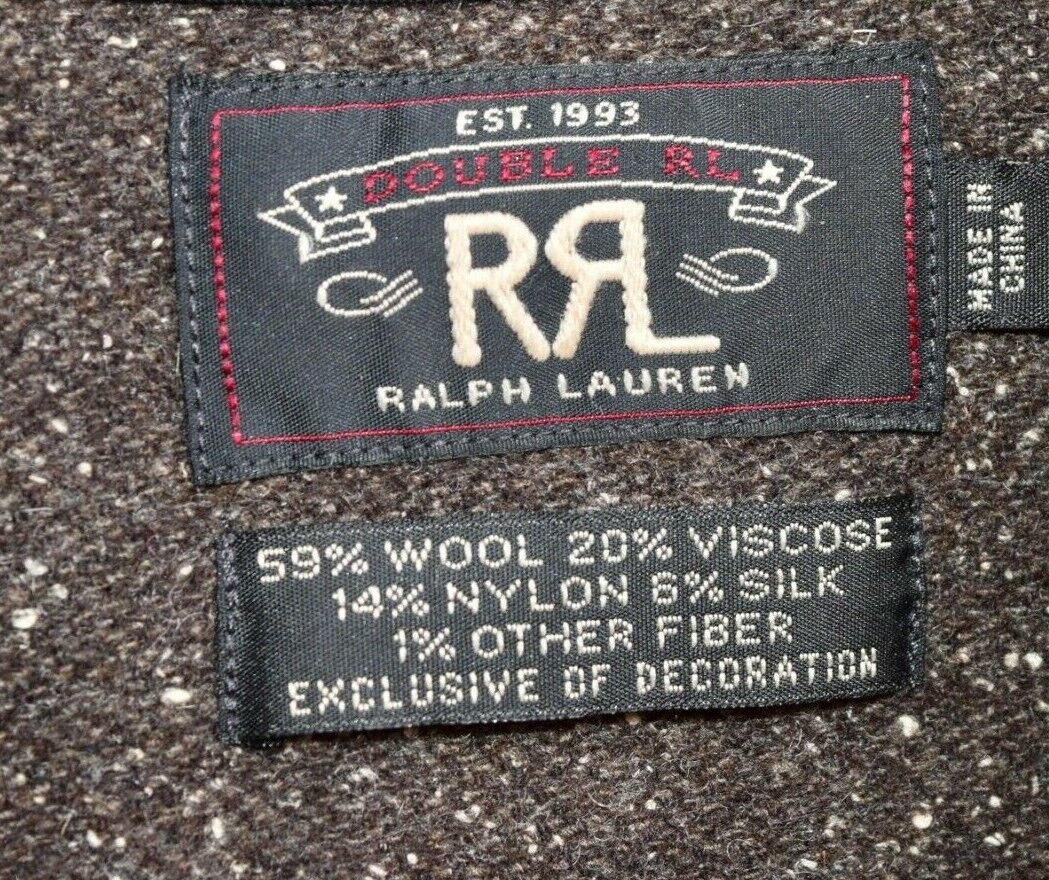 EST. 1993
DOUBLE RL
RRL
RALPH LAUREN
MADE IN
CHINA
59% WOOL 20% VISCOSE
14% NYLON 6% SILK
1% OTHER FIBER
EXCLUSIVE OF DECORATION